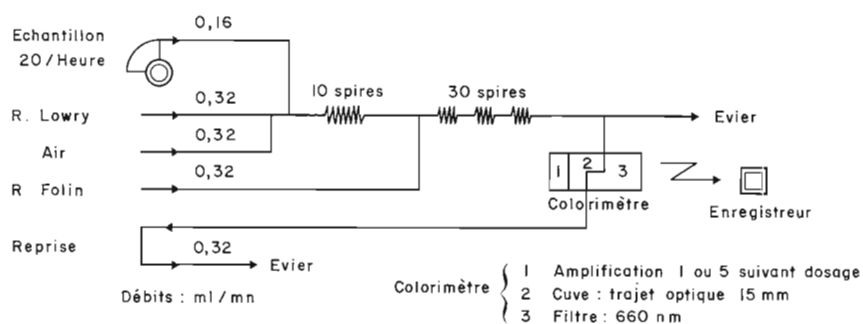 Echantillon
20/Heure
0,16
10 spires
30 spires
R. Lowry
0,32
Evier
Air
0,32
R Folin
0,32
1 2 3
Colorimètre
Enregistreur
Reprise
0,32
Evier
Débits : ml/mn
Colorimètre
1 Amplification 1 ou 5 suivant dosage
2 Cuve : trajet optique 15 mm
3 Filtre : 660 nm